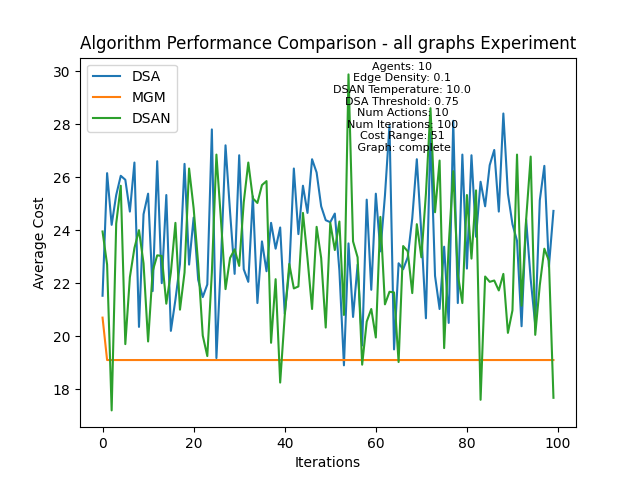 Algorithm Performance Comparison - all graphs Experiment
DSA
MGM
DSAN
Agents: 10
Edge Density: 0.1
DSAN Temperature: 10.0
DSA Threshold: 0.75
Num Actions: 10
Num Iterations: 100
Cost Range: 51
Graph: complete
Average Cost
30
28
26
24
22
20
18
0 20 40 60 80 100
Iterations